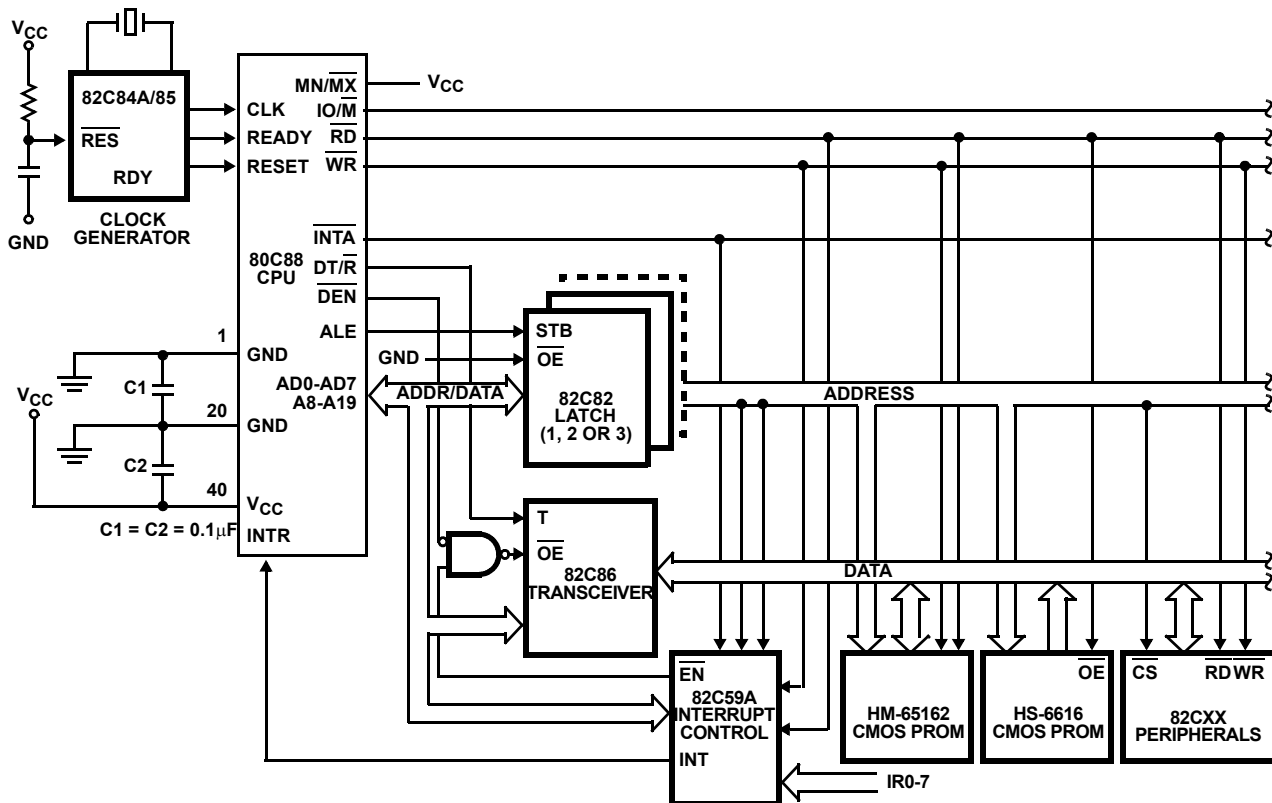 VCC
82C84A/85
RES
RDY
CLOCK
GENERATOR
GND
MN/MX
VCC
IO/M
CLK
READY
RD
RESET
WR
INTA
80C88
CPU
DT/R
DEN
ALE
STB
1
GND
GND
OE
C1
AD0-AD7
A8-A19
ADDR/DATA
82C82
LATCH
(1, 2 OR 3)
ADDRESS
VCC
20
GND
C2
40
VCC
C1 = C2 = 0.1μF
INTR
T
OE
82C86
TRANSCEIVER
DATA
EN
82C59A
INTERRUPT
CONTROL
INT
IR0-7
HM-65162
CMOS PROM
OE
HS-6616
CMOS PROM
CS
RD WR
82CXX
PERIPHERALS